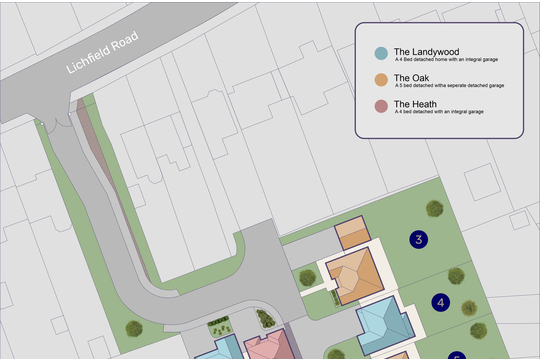 Lichfield Road
The Landywood
A 4 Bed detached home with an integral garage
The Oak
A 5 bed detached witha seperate detached garage
The Heath
A 4 bed detached with an integral garage
3
4
5